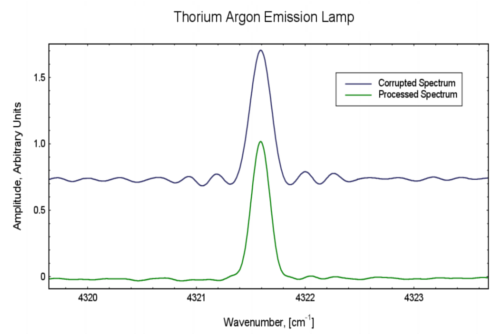 Thorium Argon Emission Lamp
Amplitude, Arbitrary Units
1.5
1.0
0.5
0
Corrupted Spectrum
Processed Spectrum
4320 4321 4322 4323
Wavenumber, [cm⁻¹]